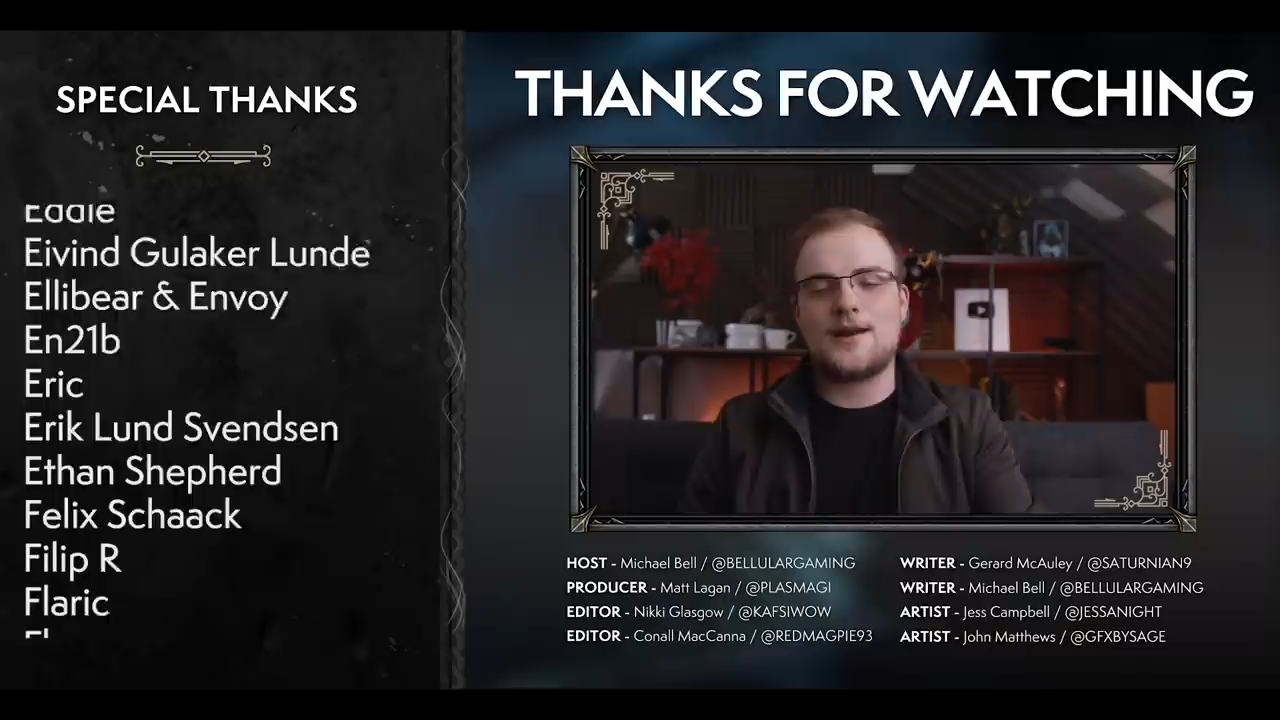 SPECIAL THANKS
Eddie
Eivind Gulaker Lunde
Ellibear & Envoy
En21b
Eric
Erik Lund Svendsen
Ethan Shepherd
Felix Schaack
Filip R
Flaric
THANKS FOR WATCHING
HOST - Michael Bell / @BELLULARGAMING
PRODUCER - Matt Lagan / @PLASMAGI
EDITOR - Nikki Glasgow / @KAFSIWOW
EDITOR - Conall MacCanna / @REDMAGPIE93
WRITER - Gerard McAuley / @SATURNIAN9
WRITER - Michael Bell / @BELLULARGAMING
ARTIST - Jess Campbell / @JESSANIGHT
ARTIST - John Matthews / @GFXBYSAGE